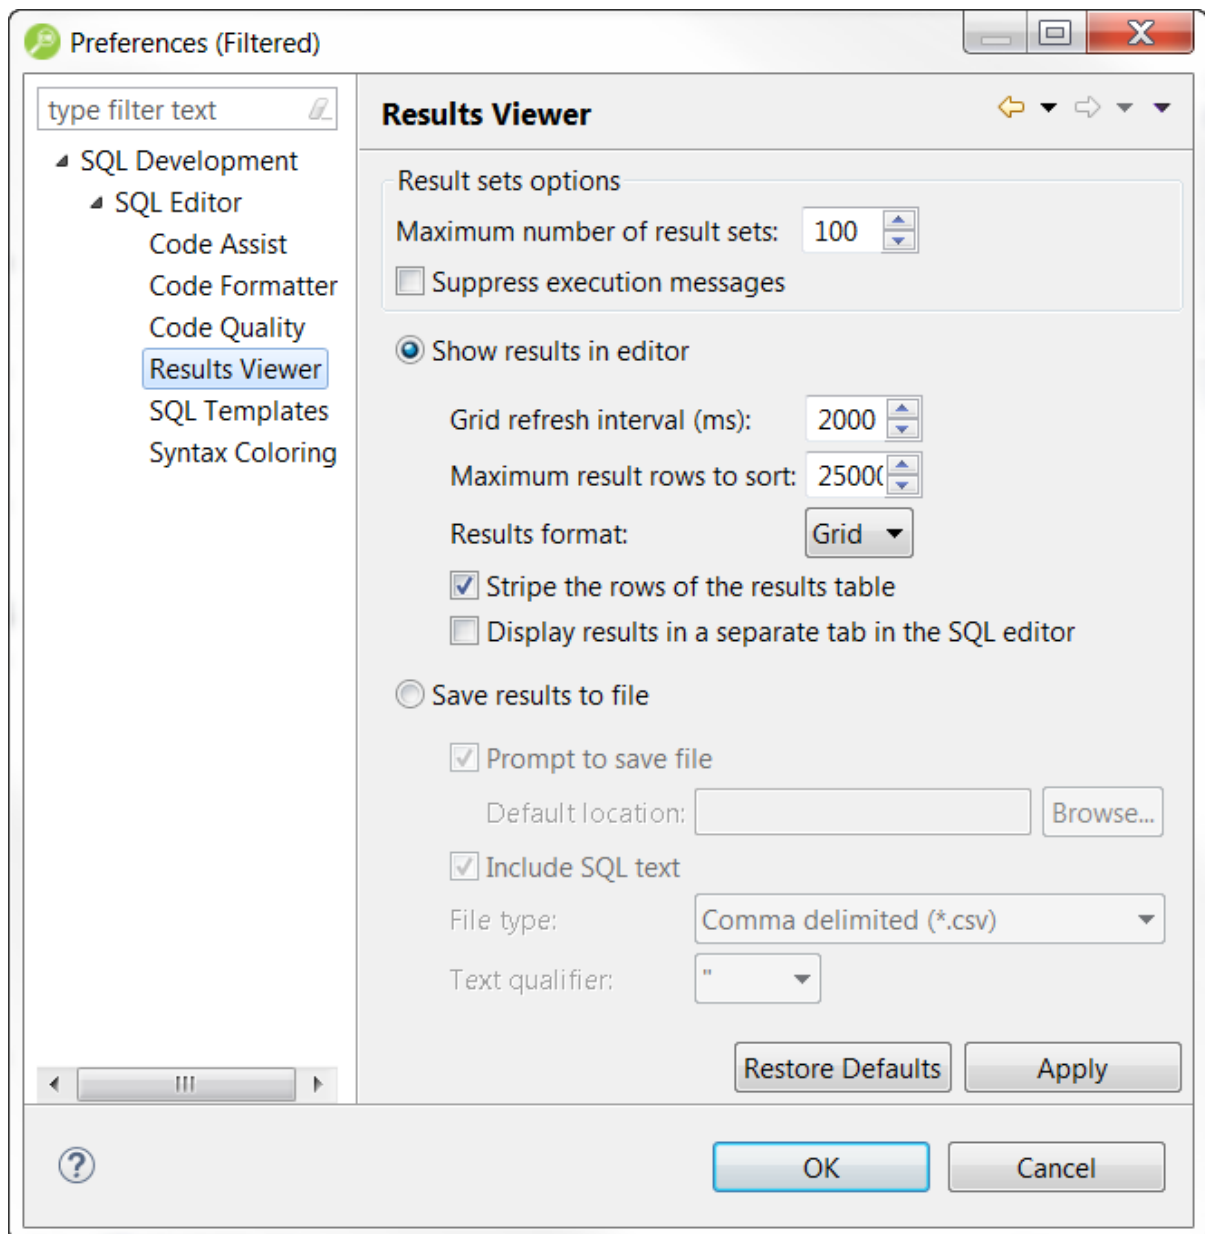 Preferences (Filtered)
type filter text
SQL Development
SQL Editor
Code Assist
Code Formatter
Code Quality
Results Viewer
SQL Templates
Syntax Coloring
Results Viewer
Result sets options
Maximum number of result sets: 100
Suppress execution messages
Show results in editor
Grid refresh interval (ms): 2000
Maximum result rows to sort: 2500
Results format: Grid
Stripe the rows of the results table
Display results in a separate tab in the SQL editor
Save results to file
Prompt to save file
Default location: Browse...
Include SQL text
File type: Comma delimited (*.csv)
Text qualifier: "
Restore Defaults Apply
? OK Cancel